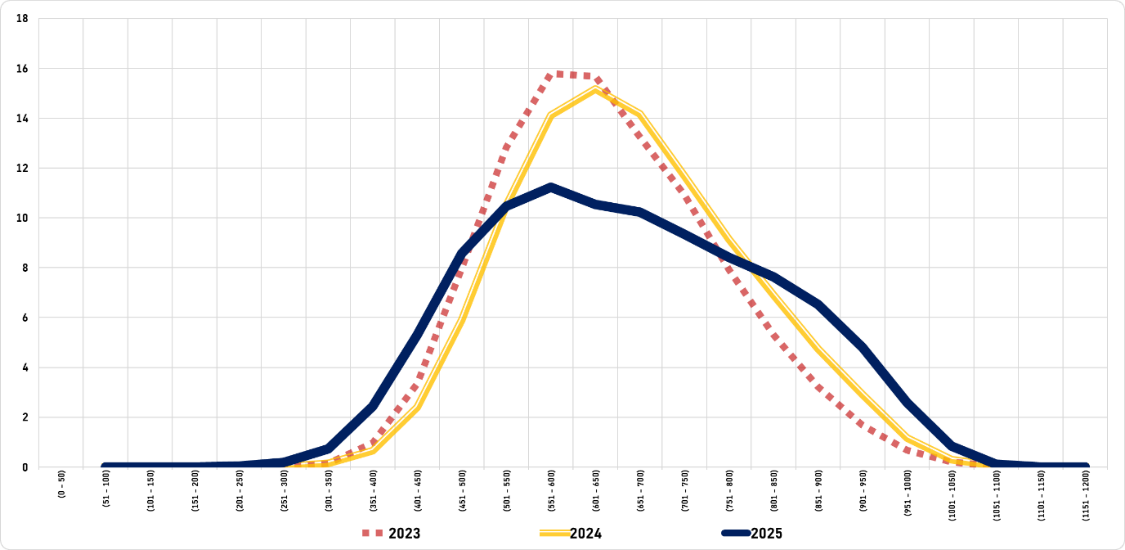 18
16
14
12
10
8
6
4
2
0
(0 - 50)
(51 - 100)
(101 - 150)
(151 - 200)
(201 - 250)
(251 - 300)
(301 - 350)
(351 - 400)
(401 - 450)
(451 - 500)
(501 - 550)
(551 - 600)
(601 - 650)
(651 - 700)
(701 - 750)
(751 - 800)
(801 - 850)
(851 - 900)
(901 - 950)
(951 - 1000)
(1001 - 1050)
(1051 - 1100)
(1101 - 1150)
(1151 - 1200)
2023 2024 2025